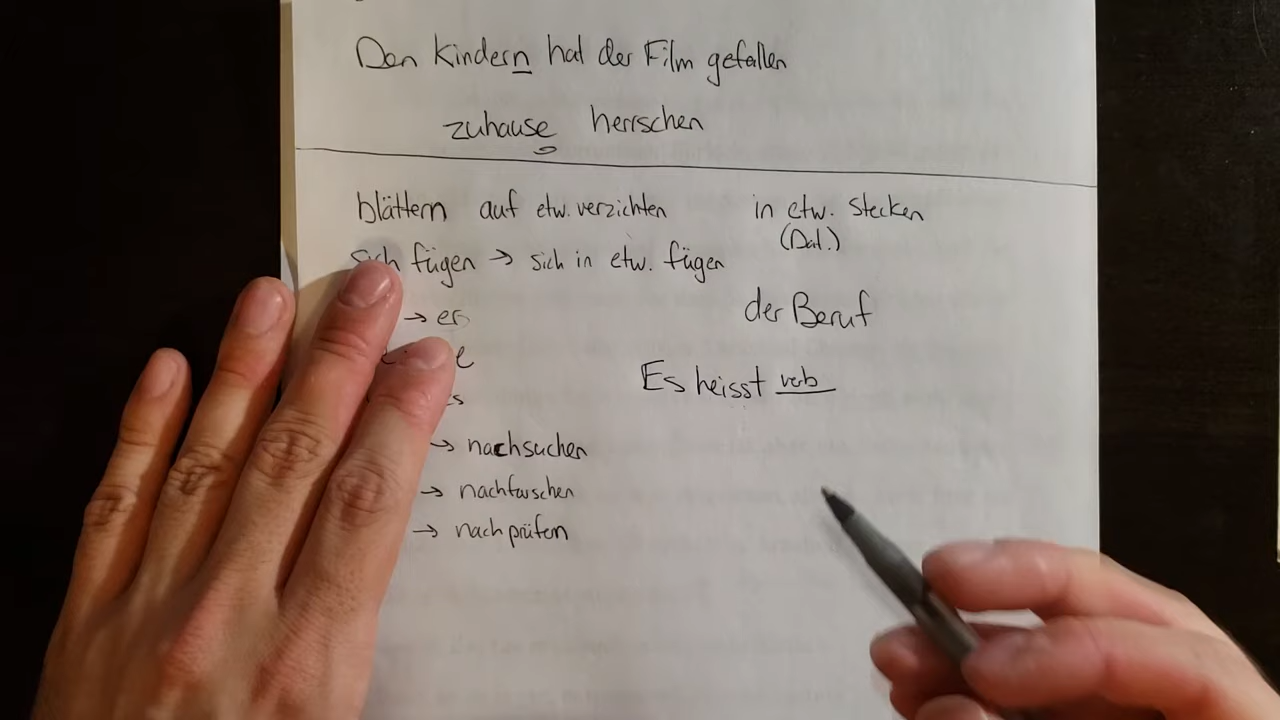 Den Kindern hat der Film gefallen
zuhause herrschen
blättern auf etw. verzichten in etw. stecken
(Dat.)
sich fügen → sich in etw. fügen
der Beruf
→ er
e
Es heisst verb
s
→ nachsuchen
→ nachforschen
→ nachprüfen